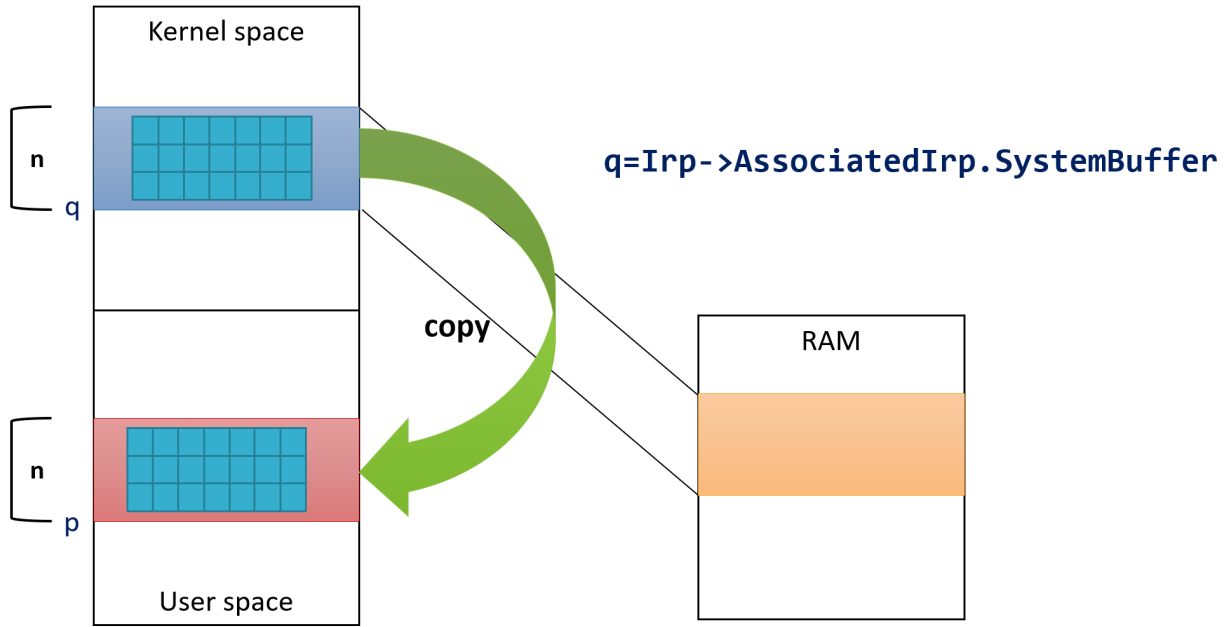 Kernel space
n
q
q=Irp->AssociatedIrp.SystemBuffer
copy
RAM
n
p
User space